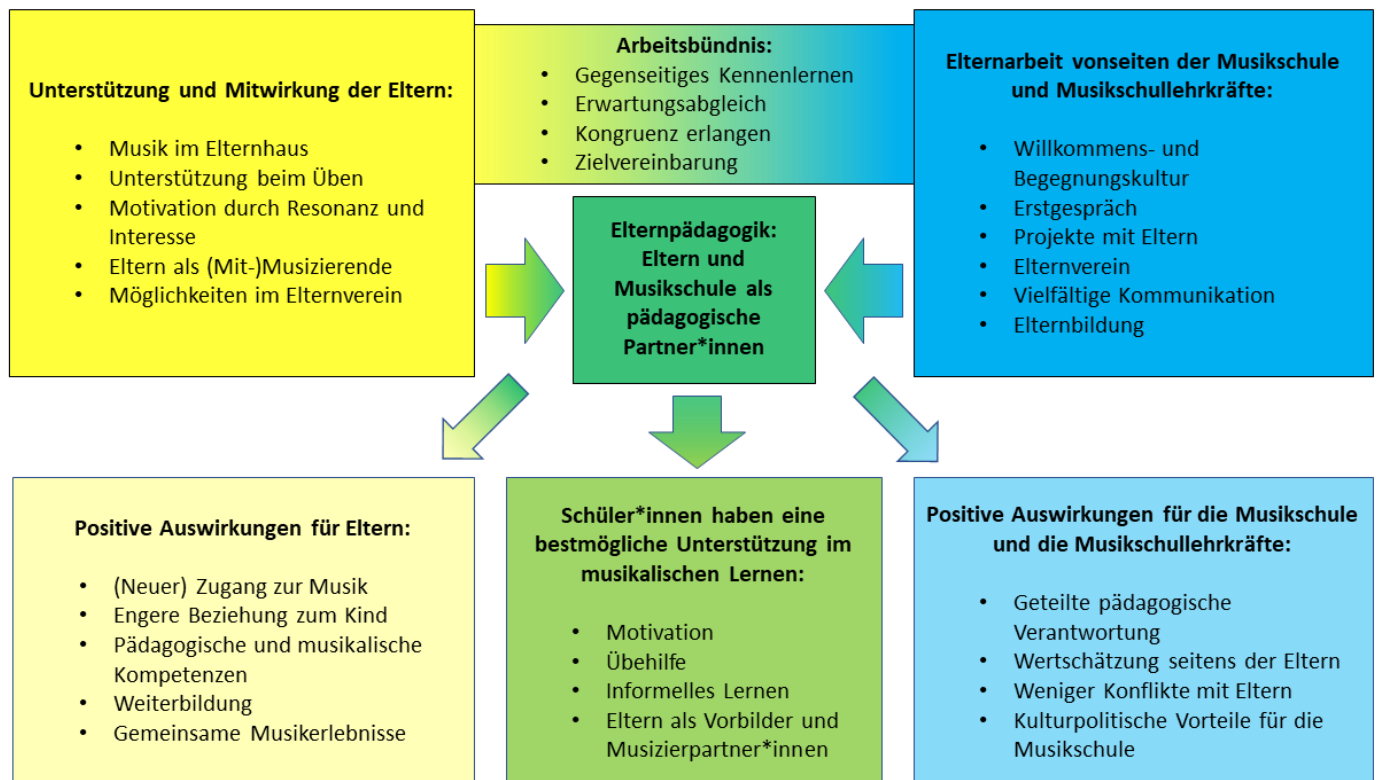 Unterstützung und Mitwirkung der Eltern:
• Musik im Elternhaus
• Unterstützung beim Üben
• Motivation durch Resonanz und
Interesse
• Eltern als (Mit-)Musizierende
• Möglichkeiten im Elternverein
Arbeitsbündnis:
• Gegenseitiges Kennenlernen
• Erwartungsabgleich
• Kongruenz erlangen
• Zielvereinbarung
Elternarbeit vonseiten der Musikschule
und Musikschullehrkräfte:
• Willkommens- und
Begegnungskultur
• Erstgespräch
• Projekte mit Eltern
• Elternverein
• Vielfältige Kommunikation
• Elternbildung
Elternpädagogik:
Eltern und
Musikschule als
pädagogische
Partner*innen
Positive Auswirkungen für Eltern:
• (Neuer) Zugang zur Musik
• Engere Beziehung zum Kind
• Pädagogische und musikalische
Kompetenzen
• Weiterbildung
• Gemeinsame Musikerlebnisse
Schüler*innen haben eine
bestmögliche Unterstützung im
musikalischen Lernen:
• Motivation
• Übehilfe
• Informelles Lernen
• Eltern als Vorbilder und
Musizierpartner*innen
Positive Auswirkungen für die Musikschule
und die Musikschullehrkräfte:
• Geteilte pädagogische
Verantwortung
• Wertschätzung seitens der Eltern
• Weniger Konflikte mit Eltern
• Kulturpolitische Vorteile für die
Musikschule